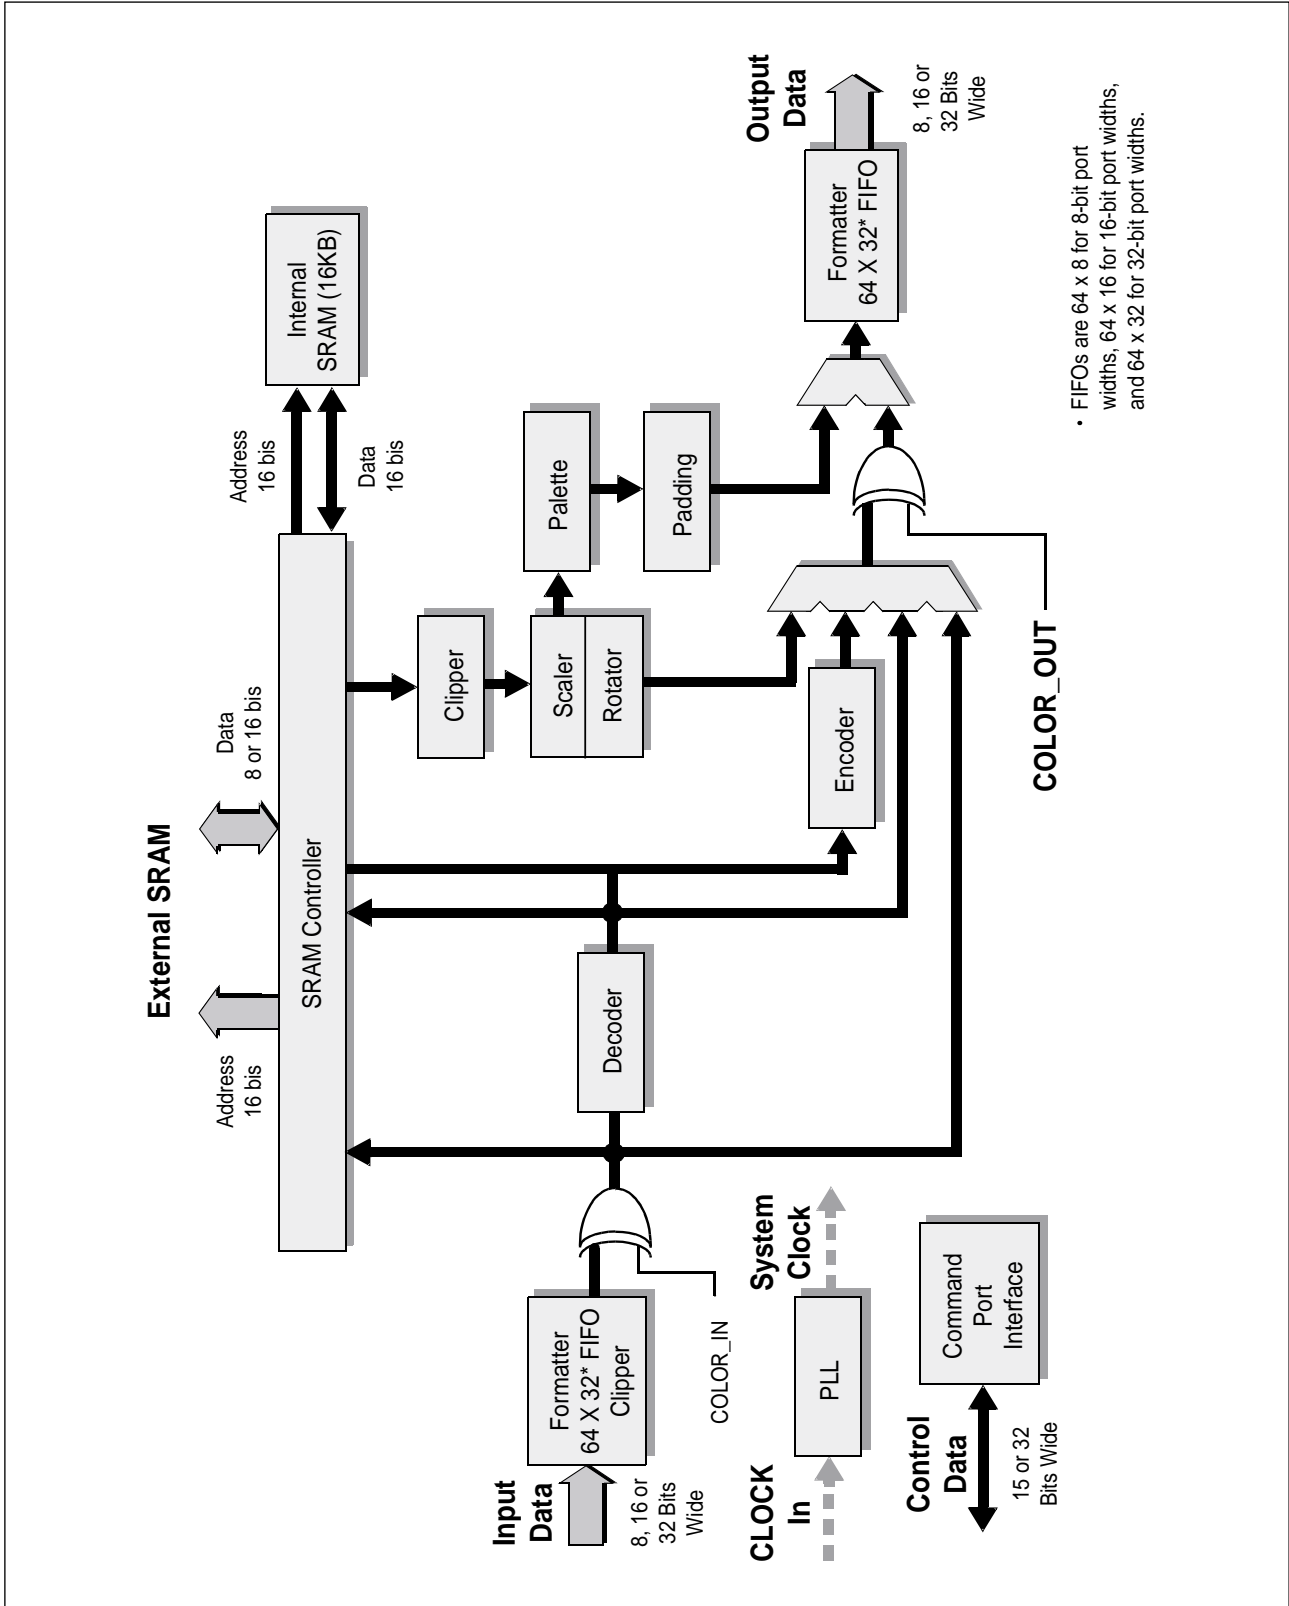 External SRAM
Address
16 bis
Data
8 or 16 bis
SRAM Controller
Address
16 bis
Data
16 bis
Internal
SRAM (16KB)
Clipper
Scaler
Rotator
Palette
Padding
Input
Data
8, 16 or
32 Bits
Wide
Formatter
64 X 32* FIFO
Clipper
COLOR_IN
Decoder
Encoder
COLOR_OUT
Formatter
64 X 32* FIFO
Output
Data
8, 16 or
32 Bits
Wide
CLOCK
In
PLL
System
Clock
Control
Data
15 or 32
Bits Wide
Command
Port
Interface
• FIFOs are 64 x 8 for 8-bit port
widths, 64 x 16 for 16-bit port widths,
and 64 x 32 for 32-bit port widths.